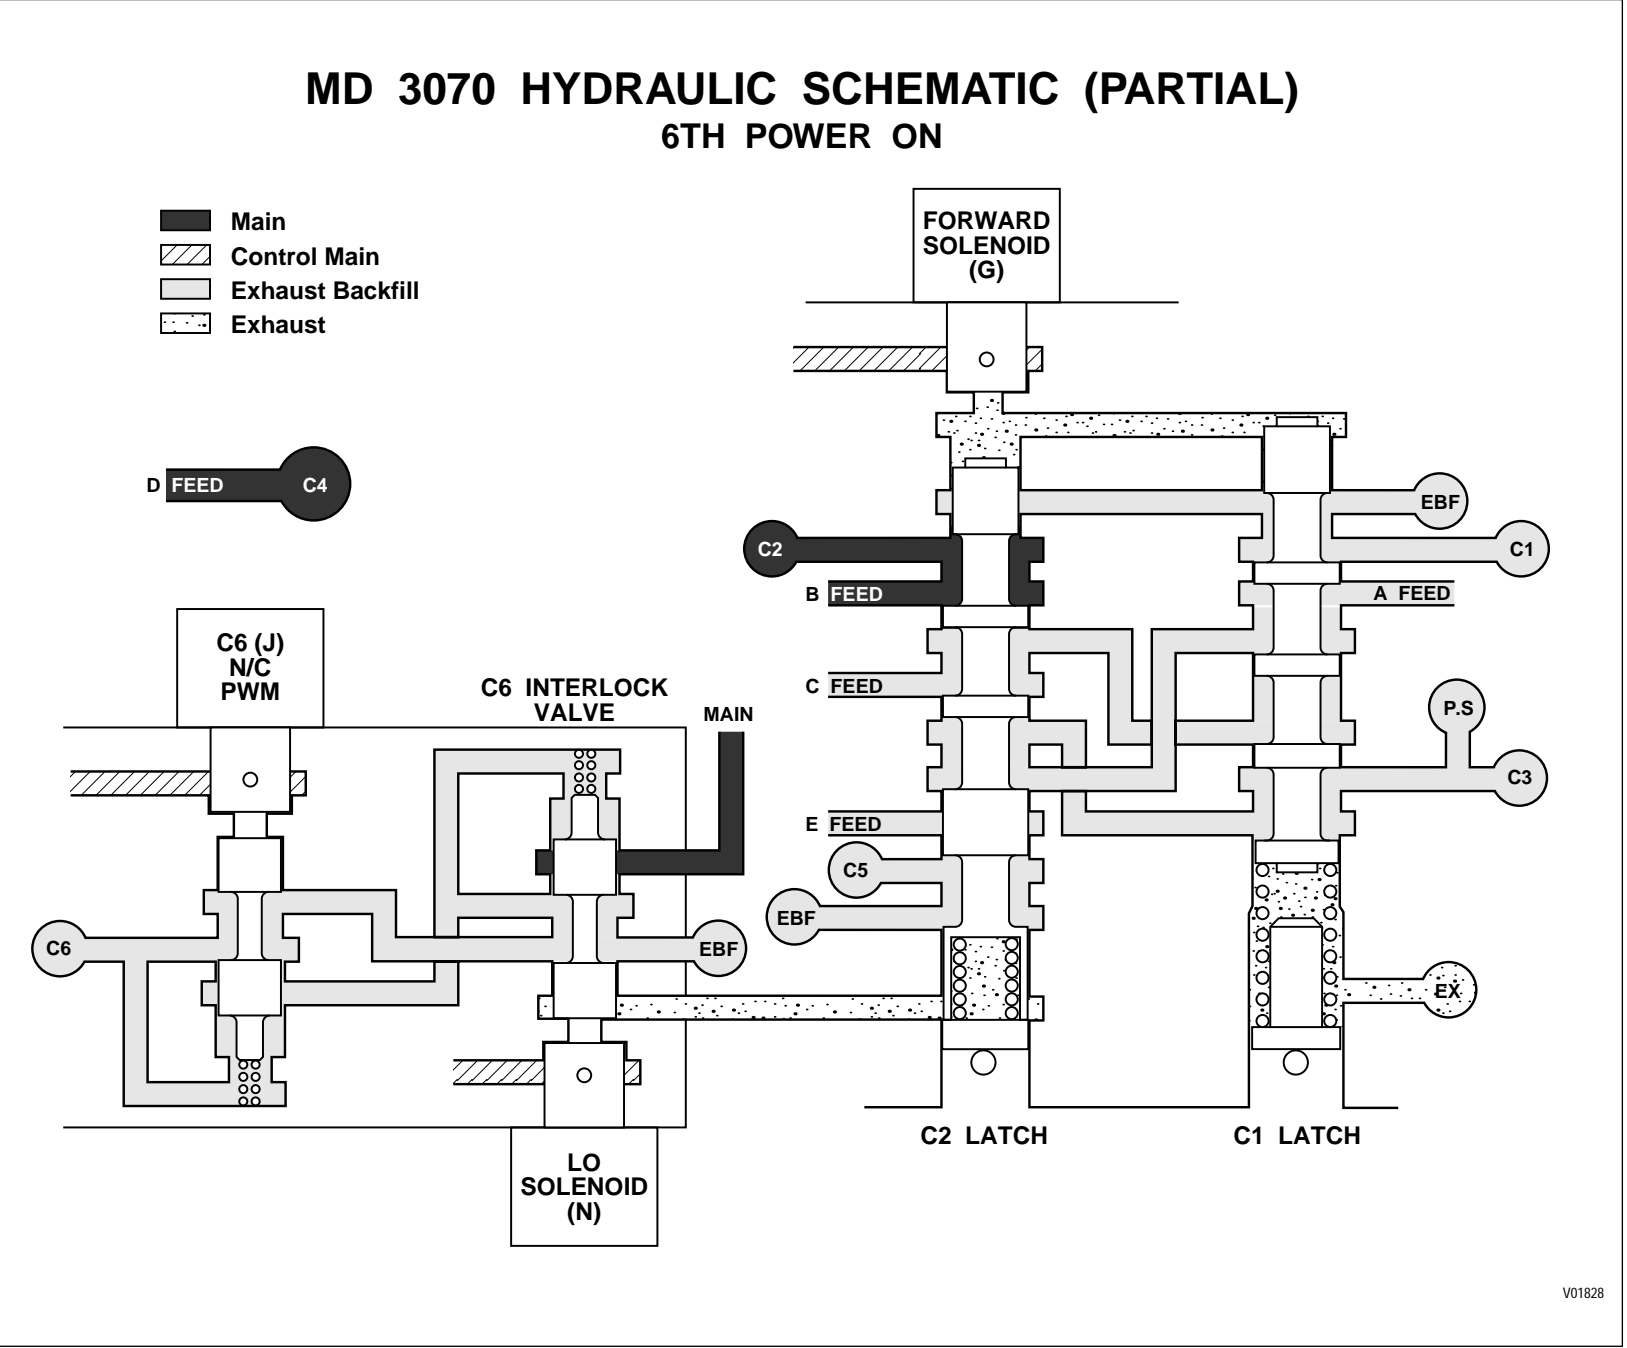 MD 3070 HYDRAULIC SCHEMATIC (PARTIAL)
6TH POWER ON
Main
Control Main
Exhaust Backfill
Exhaust
FORWARD
SOLENOID
(G)
D FEED C4
EBF
C2
C1
B FEED
A FEED
C6 (J)
N/C
PWM
C6 INTERLOCK
VALVE
MAIN
C FEED
P.S
C3
E FEED
C5
EBF
C6
EBF
EX
C2 LATCH
C1 LATCH
LO
SOLENOID
(N)
V01828